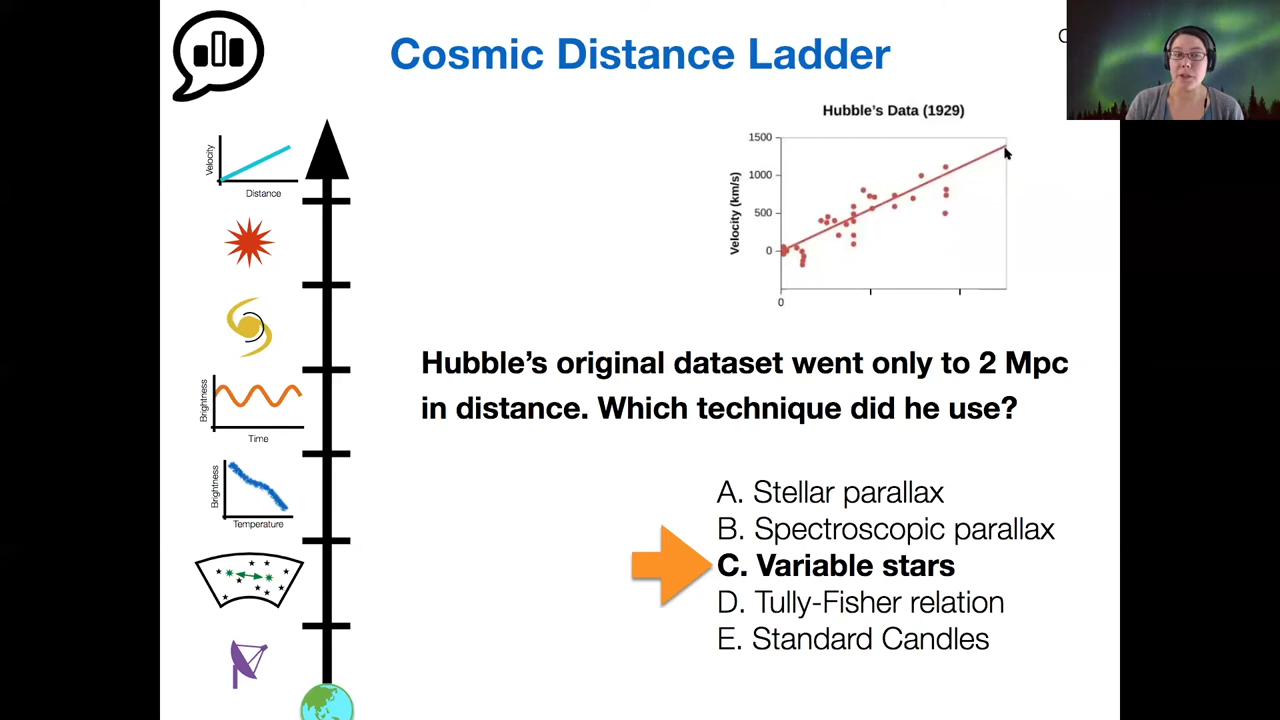 Cosmic Distance Ladder
Hubble's Data (1929)
1500
1000
500
0
0
Velocity (km/s)
Velocity
Distance
Brightness
Time
Brightness
Temperature
Hubble's original dataset went only to 2 Mpc
in distance. Which technique did he use?
A. Stellar parallax
B. Spectroscopic parallax
C. Variable stars
D. Tully-Fisher relation
E. Standard Candles